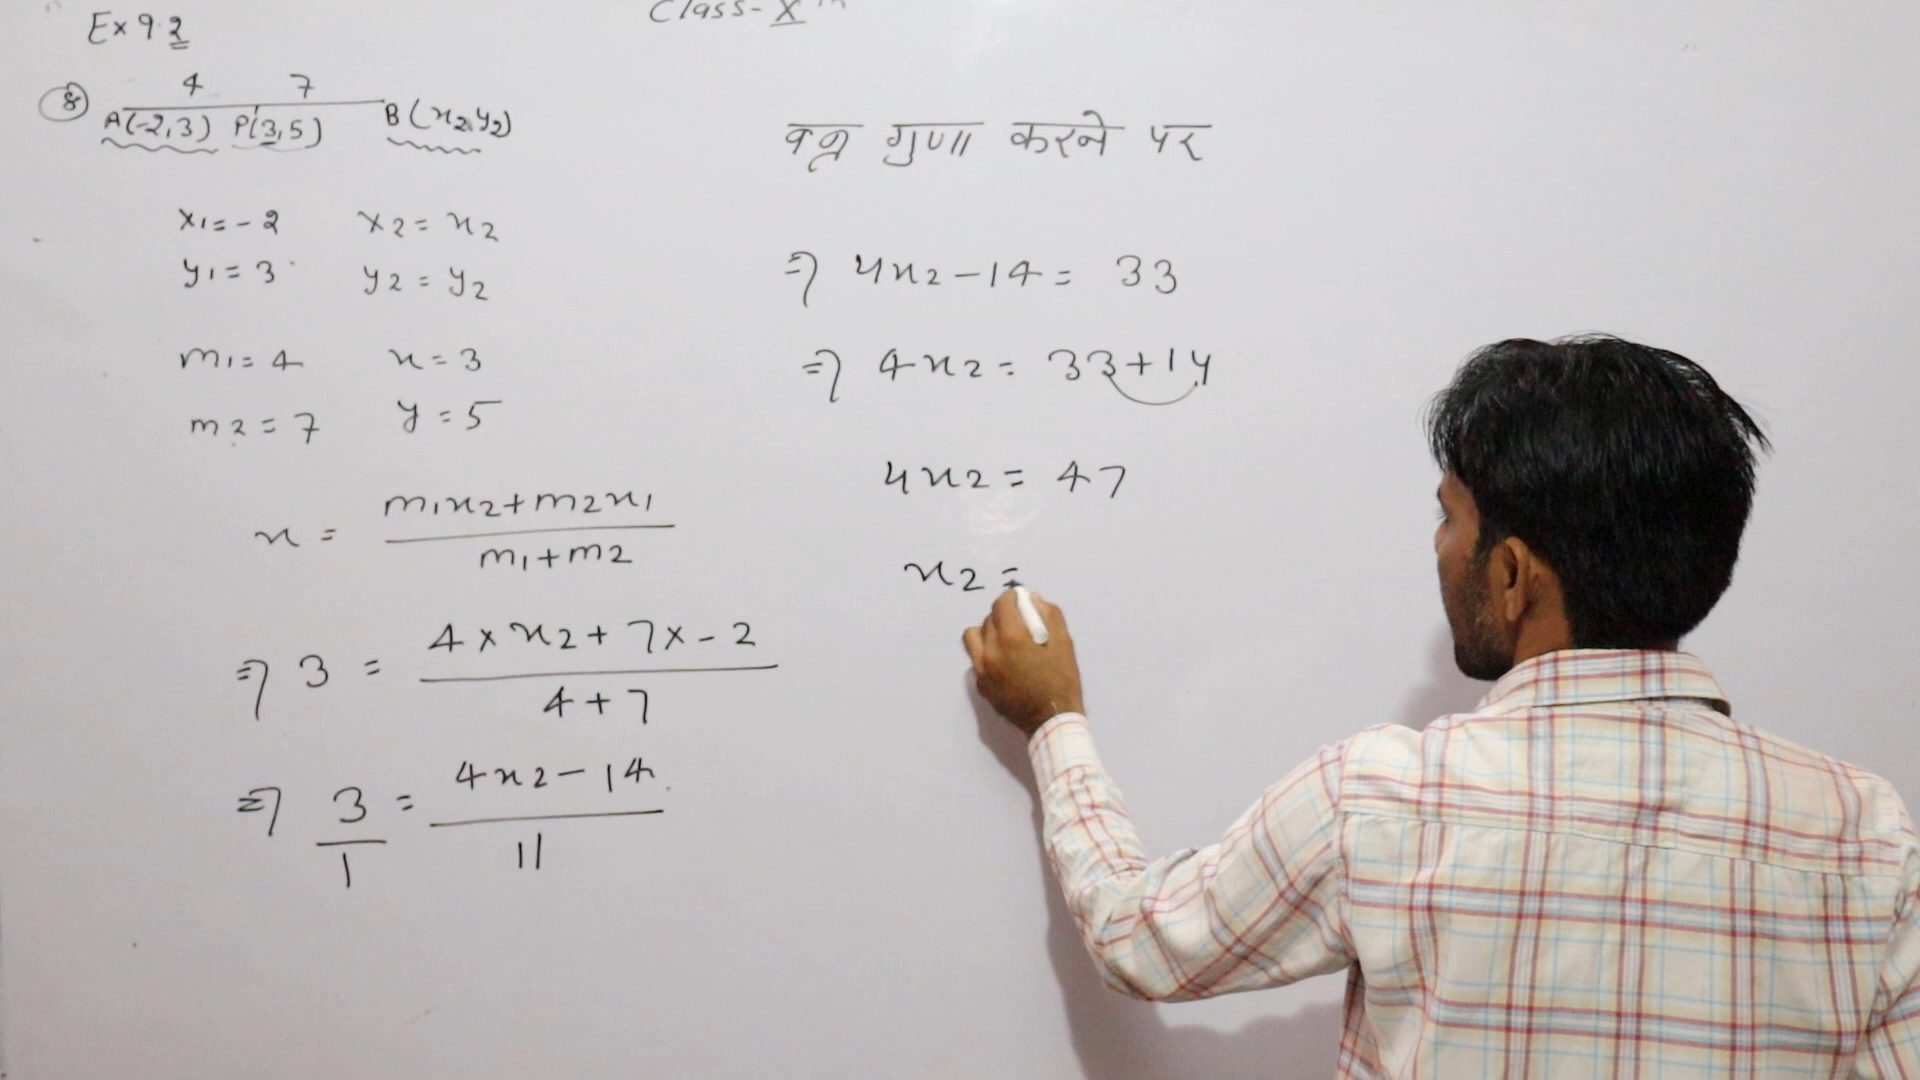 Class-X
Ex 9.2
⑧ 4 7
A(-2,3) P(3,5) B(x2,y2)
x1=-2 x2=x2
y1=3 y2=y2
m1=4 x=3
m2=7 y=5
x = m1x2+m2x1 / m1+m2
⇒ 3 = 4×x2+7×-2 / 4+7
⇒ 3/1 = 4x2-14 / 11
वज्र गुणा करने पर
⇒ 4x2-14= 33
⇒ 4x2= 33+14
4x2= 47
x2=